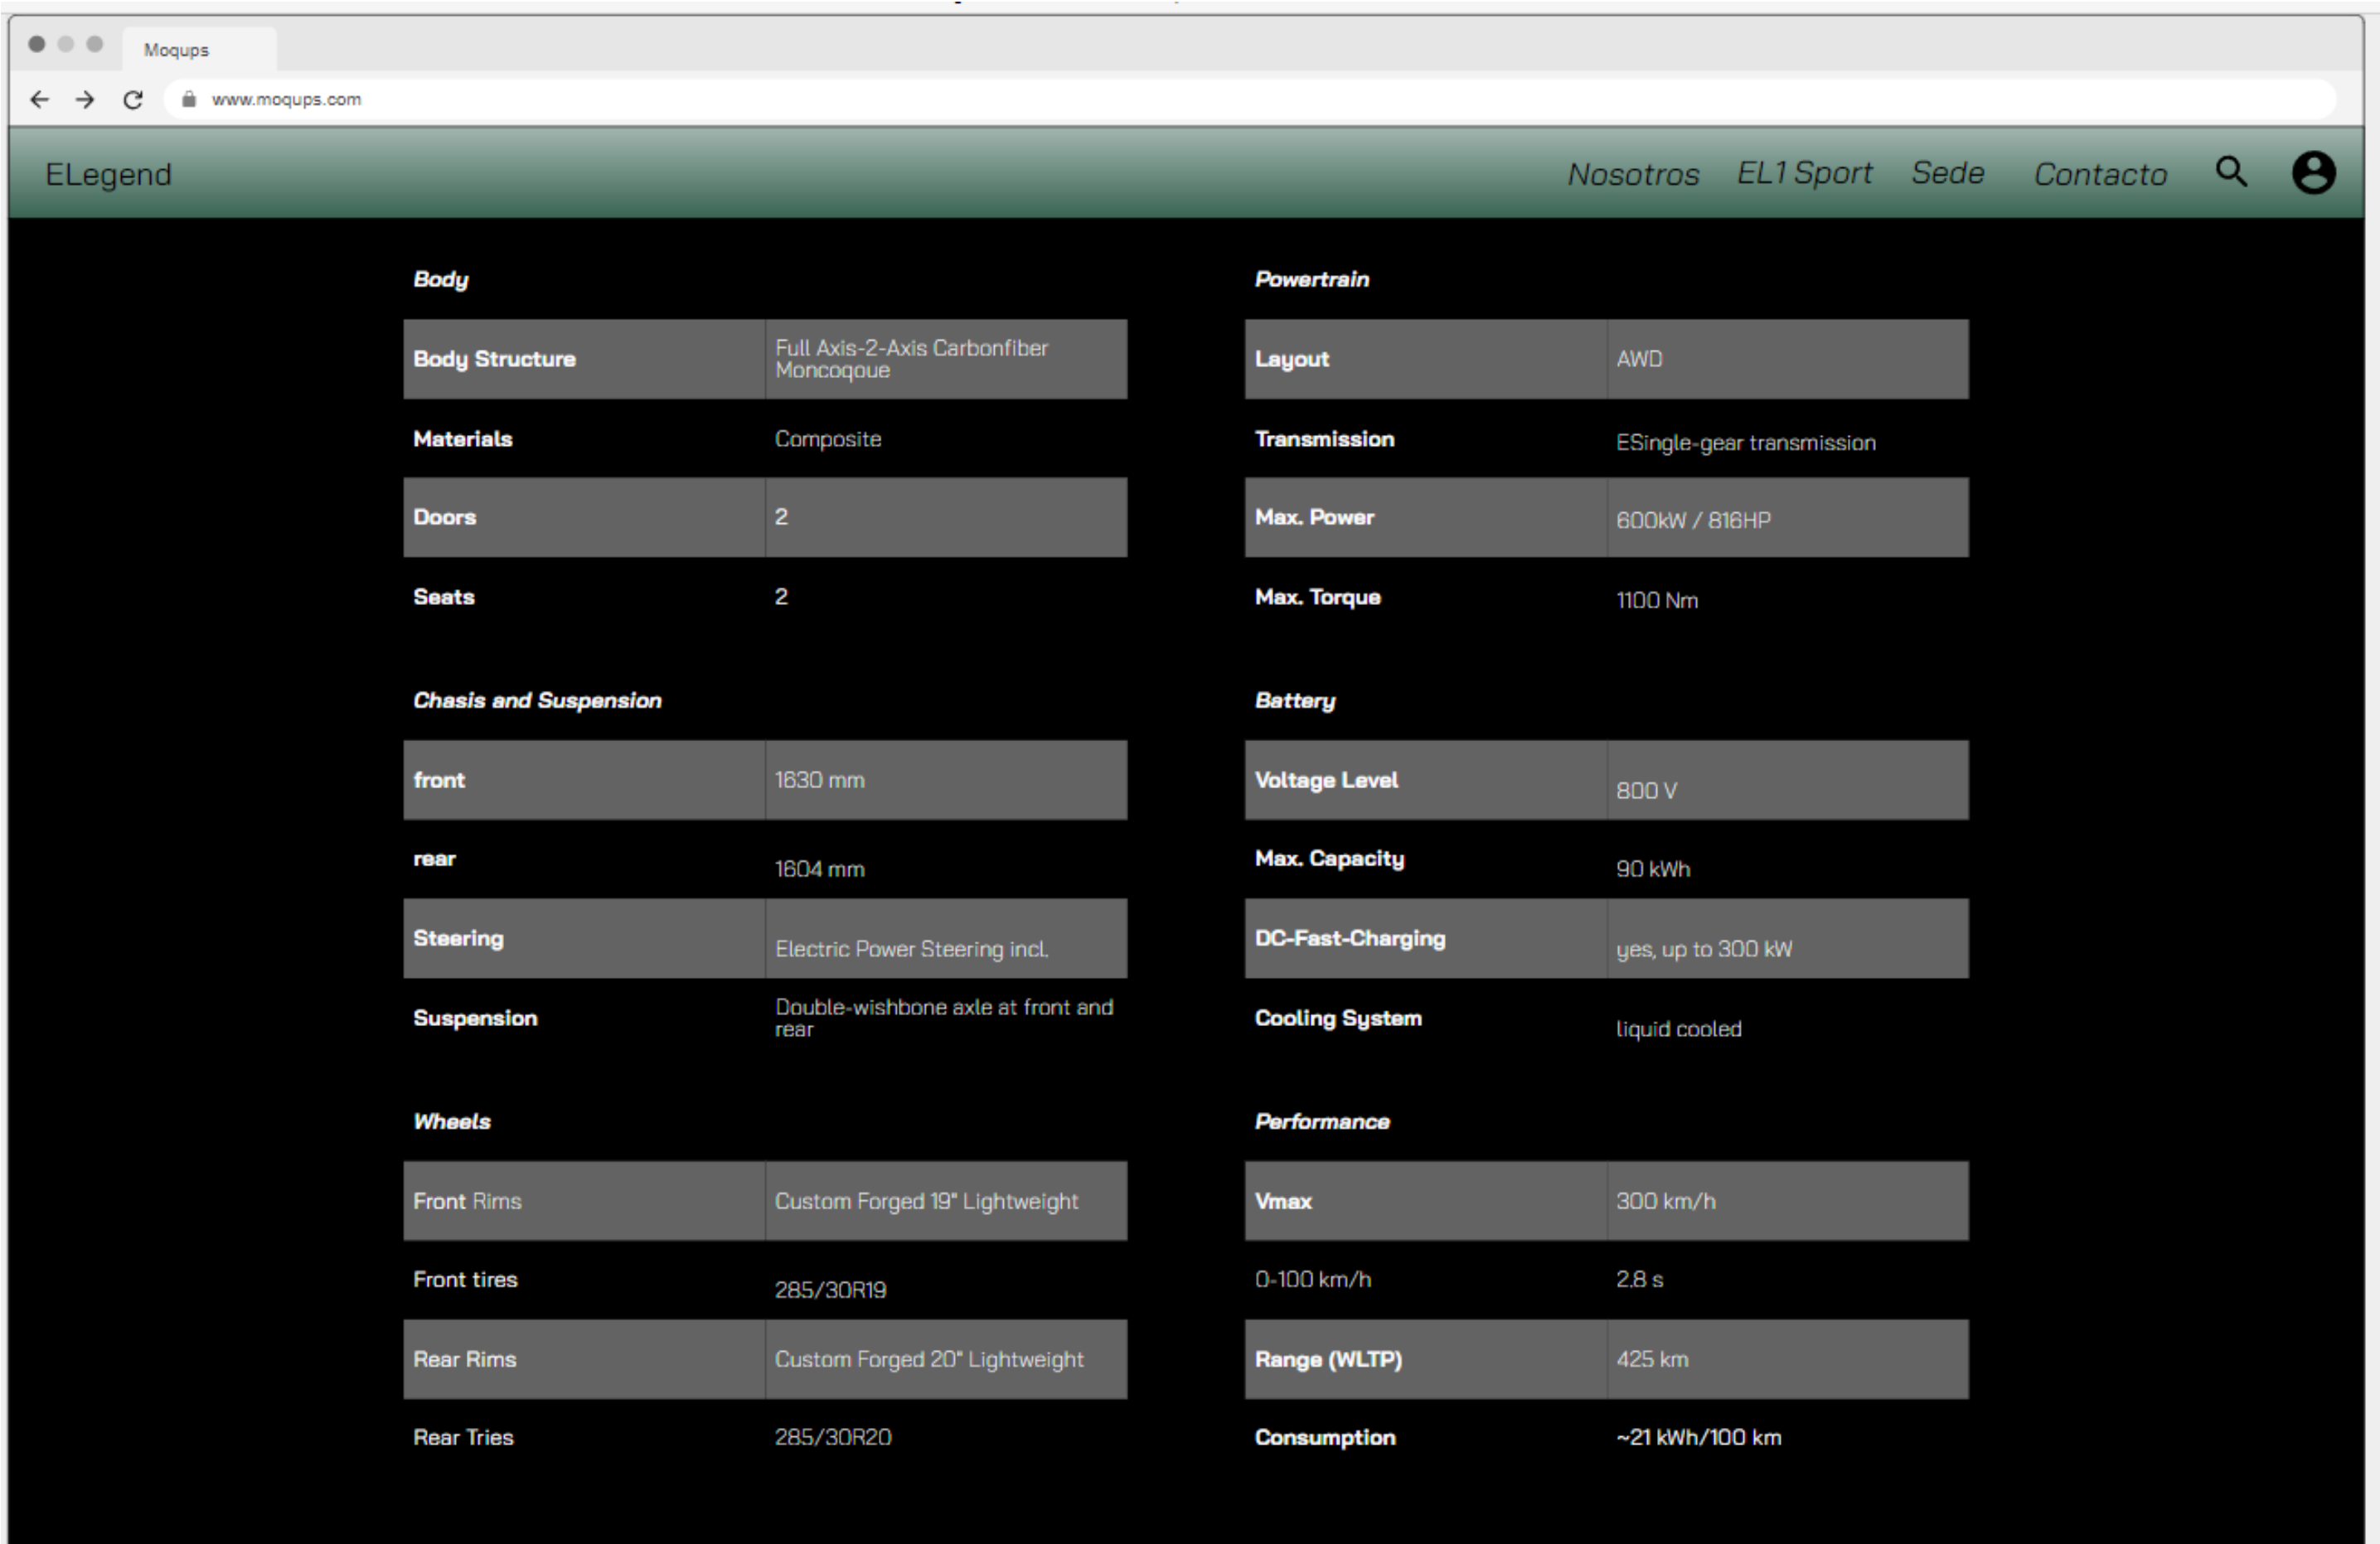 Moqups
www.moqups.com
ELegend
Nosotros
EL1 Sport
Sede
Contacto
Body
Body Structure
Full Axis-2-Axis Carbonfiber
Moncoqoue
Materials
Composite
Doors
2
Seats
2
Powertrain
Layout
AWD
Transmission
ESingle-gear transmission
Max. Power
600kW / 816HP
Max. Torque
1100 Nm
Chasis and Suspension
front
1630 mm
rear
1604 mm
Steering
Electric Power Steering incl.
Suspension
Double-wishbone axle at front and
rear
Battery
Voltage Level
800 V
Max. Capacity
90 kWh
DC-Fast-Charging
yes, up to 300 kW
Cooling System
liquid cooled
Wheels
Front Rims
Custom Forged 19" Lightweight
Front tires
285/30R19
Rear Rims
Custom Forged 20" Lightweight
Rear Tries
285/30R20
Performance
Vmax
300 km/h
0-100 km/h
2.8 s
Range (WLTP)
425 km
Consumption
~21 kWh/100 km